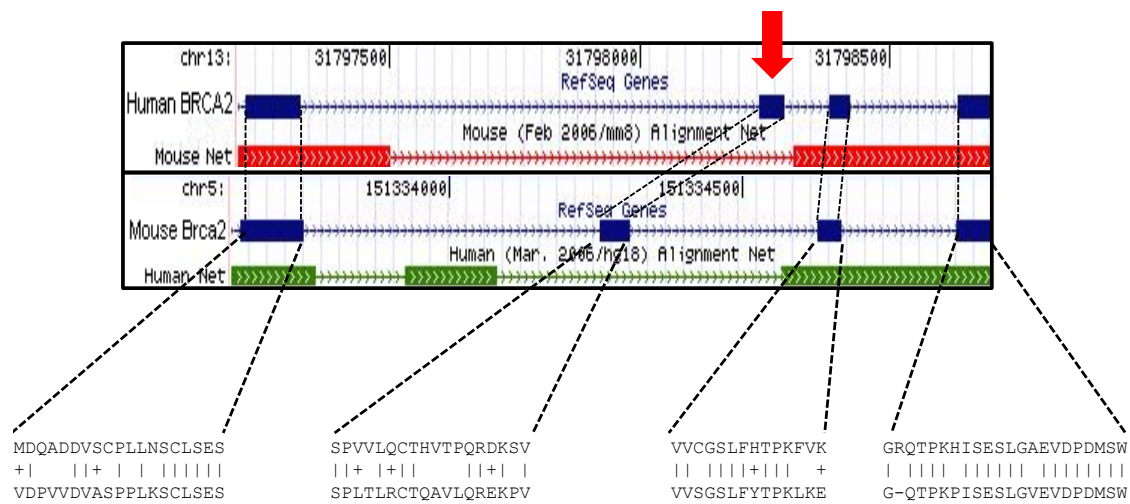 chr13: 31797500| 31798000| 31798500|
RefSeq Genes
Human BRCA2
Mouse (Feb 2006/mm8) Alignment Net
Mouse Net
chr5: 151334000| 151334500|
RefSeq Genes
Mouse Brca2
Human (Mar. 2006/hg18) Alignment Net
Human Net
MDQADDVSCPLLNSCLSES SPVVLQCTHVTPQRDKSV VVCGSLFHTPKFVK GRQTPKHISESLGAEVDPDMSW
+| ||+ | | |||||| ||+ |+|| ||+| | || ||||+||| + | |||| ||||||| ||||||||
VDPVVDVASPPLKSCLSES SPLTLRCTQAVLQREKPV VVSGSLFYTPKLKE G-QTPKPISESLGVEVDPDMSW